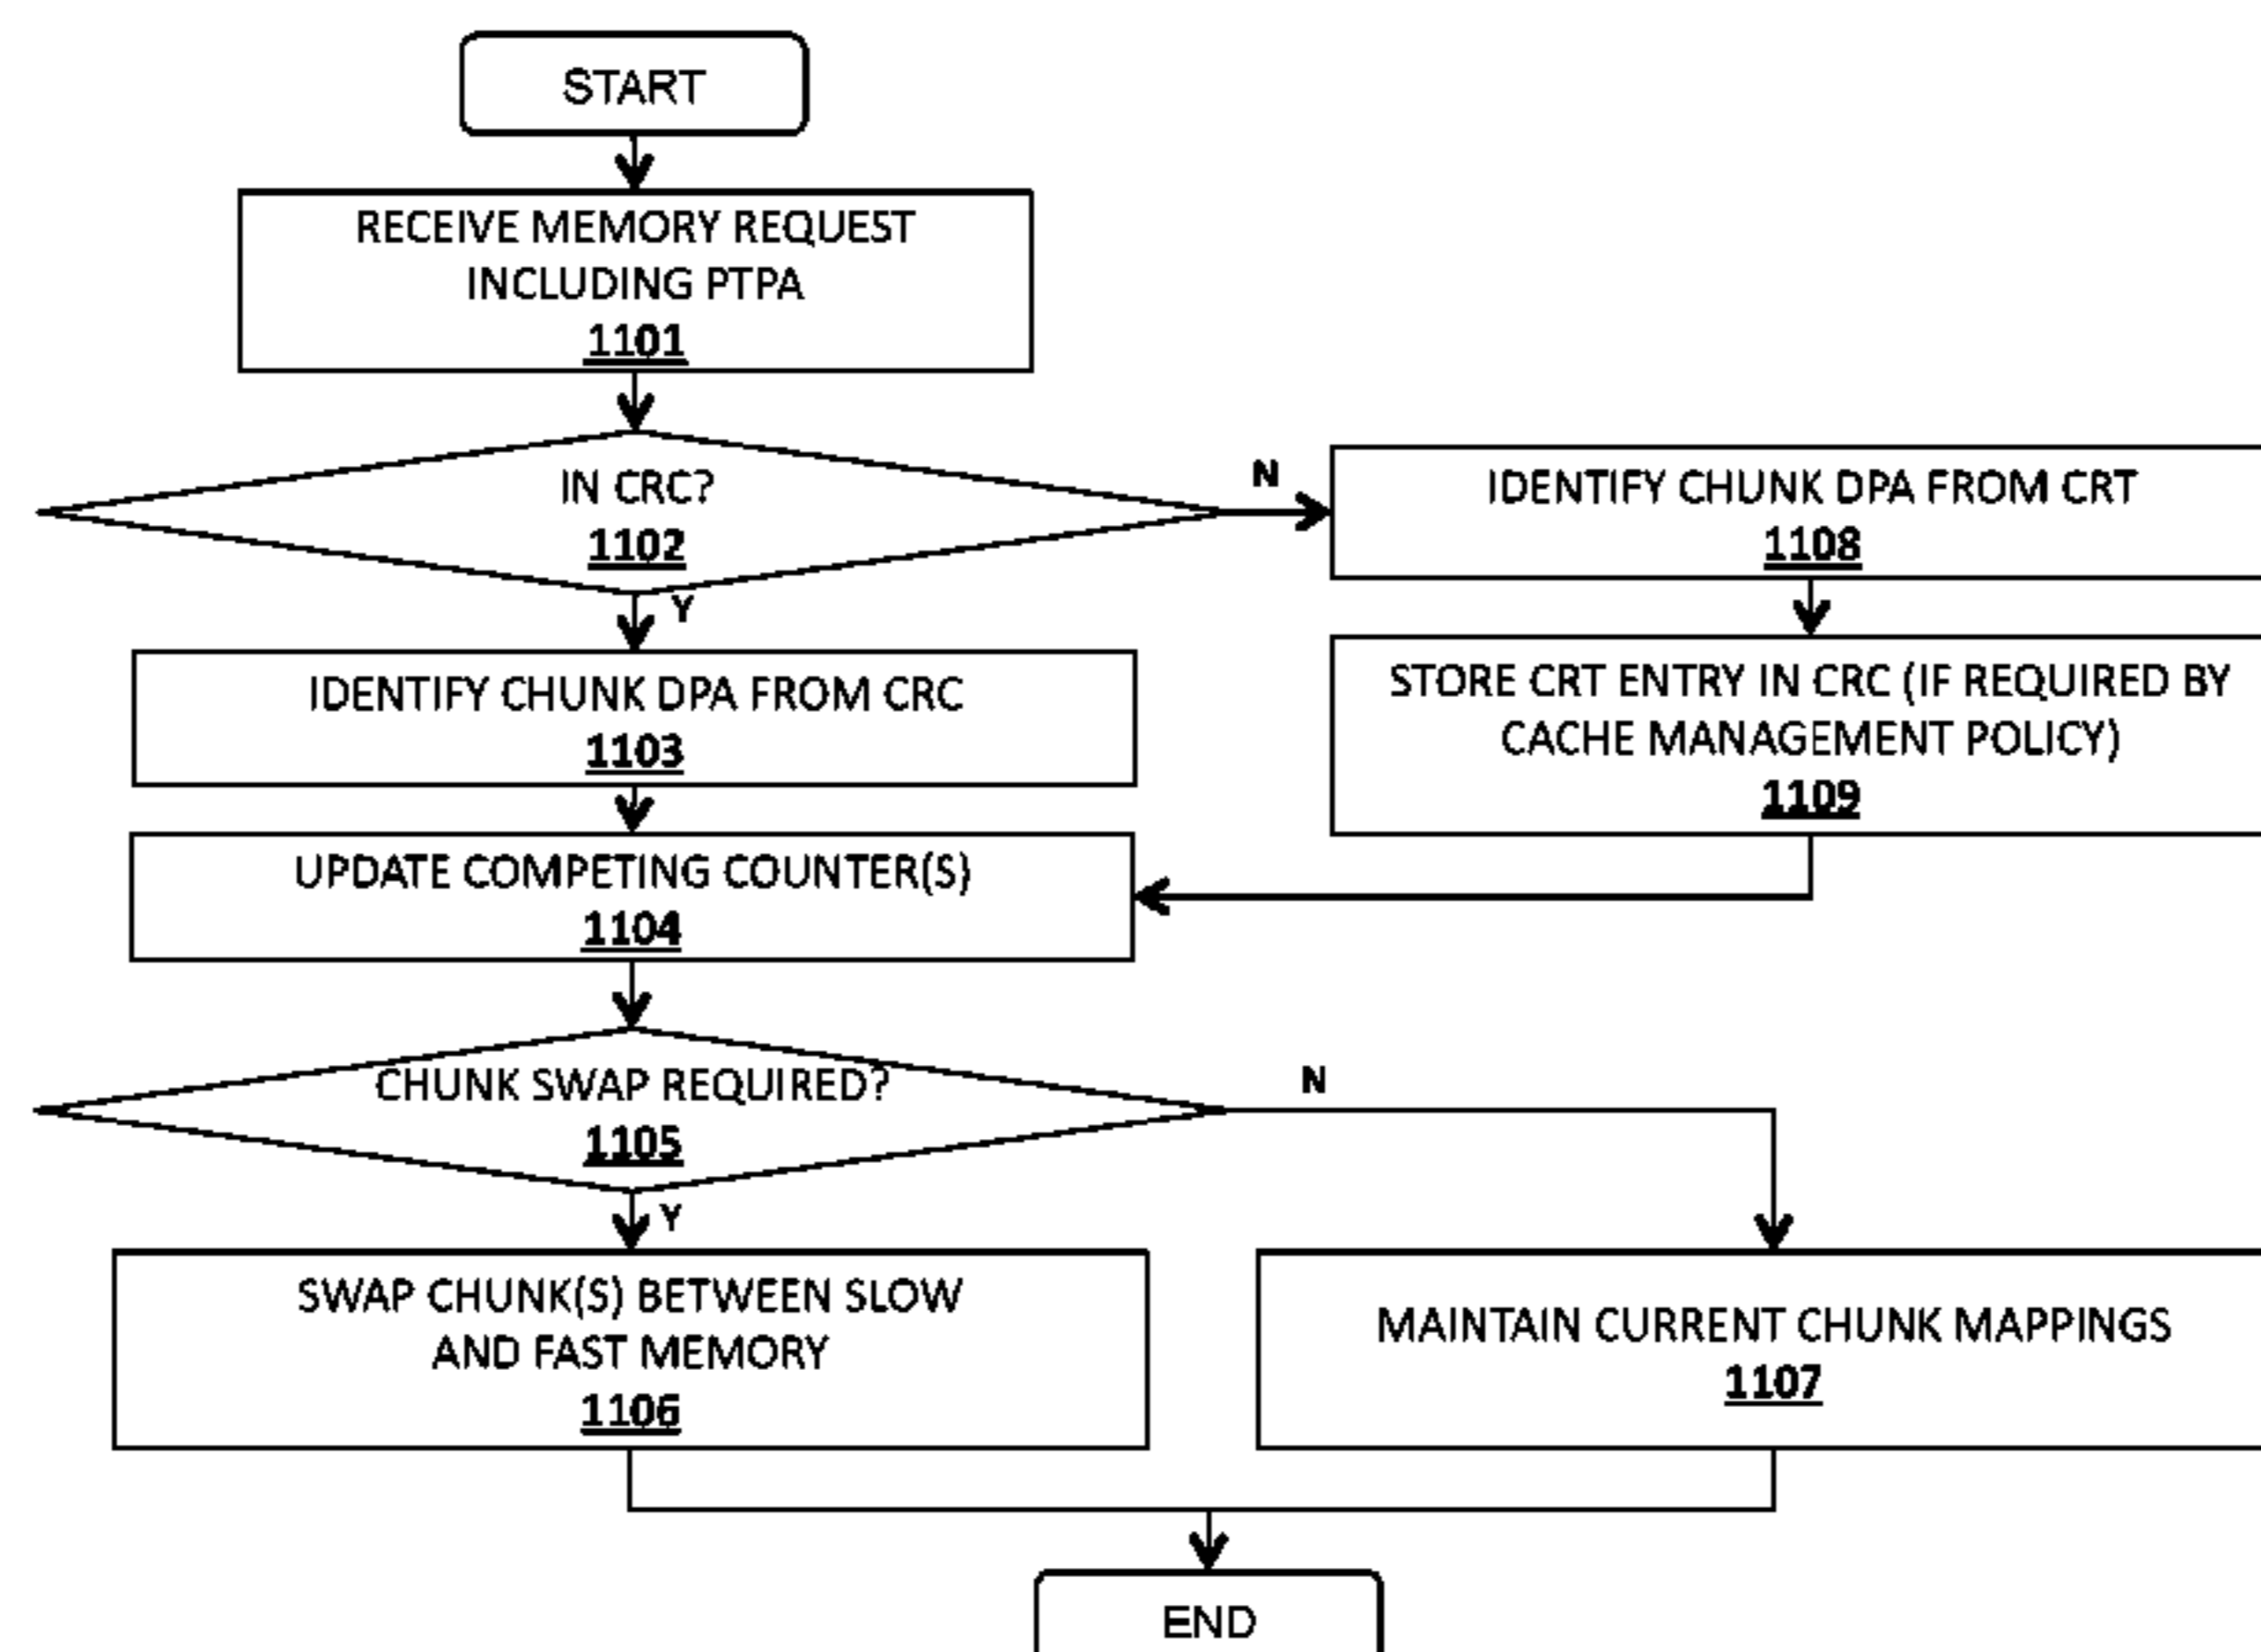 START
RECEIVE MEMORY REQUEST
INCLUDING PTPA
1101
IN CRC?
1102
N
Y
IDENTIFY CHUNK DPA FROM CRT
1108
STORE CRT ENTRY IN CRC (IF REQUIRED BY
CACHE MANAGEMENT POLICY)
1109
IDENTIFY CHUNK DPA FROM CRC
1103
UPDATE COMPETING COUNTER(S)
1104
CHUNK SWAP REQUIRED?
1105
N
Y
SWAP CHUNK(S) BETWEEN SLOW
AND FAST MEMORY
1106
MAINTAIN CURRENT CHUNK MAPPINGS
1107
END